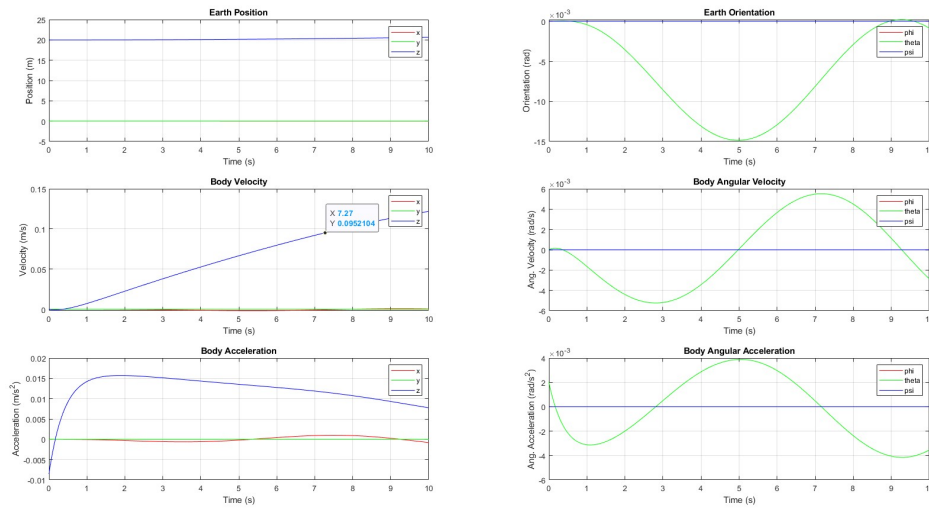 Earth Position
Position (m)
25
20
15
10
5
0
-5
0 1 2 3 4 5 6 7 8 9 10
Time (s)
x
y
z
Earth Orientation
×10⁻³
Orientation (rad)
0
-5
-10
-15
0 1 2 3 4 5 6 7 8 9 10
Time (s)
phi
theta
psi
Body Velocity
Velocity (m/s)
0.15
0.1
0.05
0
0 1 2 3 4 5 6 7 8 9 10
Time (s)
X 7.27
Y 0.0952104
x
y
z
Body Angular Velocity
×10⁻³
Ang. Velocity (rad/s)
6
4
2
0
-2
-4
-6
0 1 2 3 4 5 6 7 8 9 10
Time (s)
phi
theta
psi
Body Acceleration
Acceleration (m/s²)
0.02
0.015
0.01
0.005
0
-0.005
-0.01
0 1 2 3 4 5 6 7 8 9 10
Time (s)
x
y
z
Body Angular Acceleration
×10⁻³
Ang. Acceleration (rad/s²)
4
2
0
-2
-4
-6
0 1 2 3 4 5 6 7 8 9 10
Time (s)
phi
theta
psi